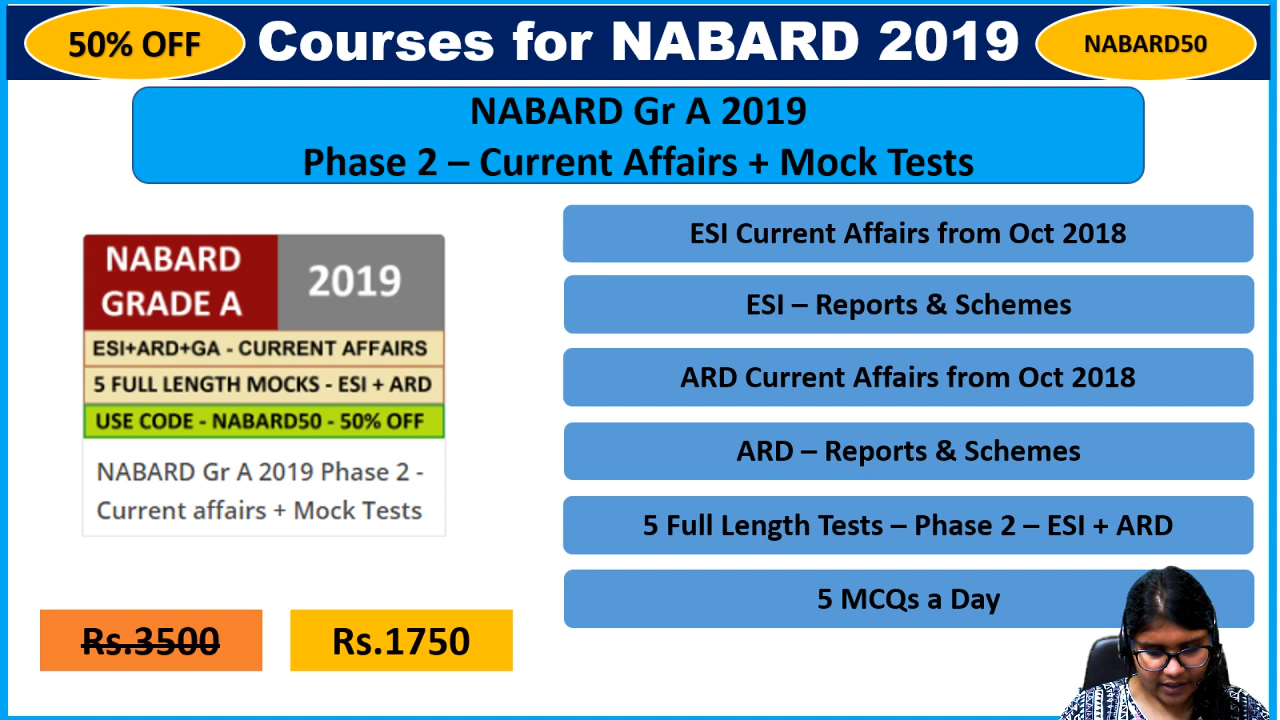 50% OFF
Courses for NABARD 2019
NABARD50
NABARD Gr A 2019
Phase 2 – Current Affairs + Mock Tests
NABARD
GRADE A
2019
ESI+ARD+GA - CURRENT AFFAIRS
5 FULL LENGTH MOCKS - ESI + ARD
USE CODE - NABARD50 - 50% OFF
NABARD Gr A 2019 Phase 2 -
Current affairs + Mock Tests
Rs.3500
Rs.1750
ESI Current Affairs from Oct 2018
ESI – Reports & Schemes
ARD Current Affairs from Oct 2018
ARD – Reports & Schemes
5 Full Length Tests – Phase 2 – ESI + ARD
5 MCQs a Day